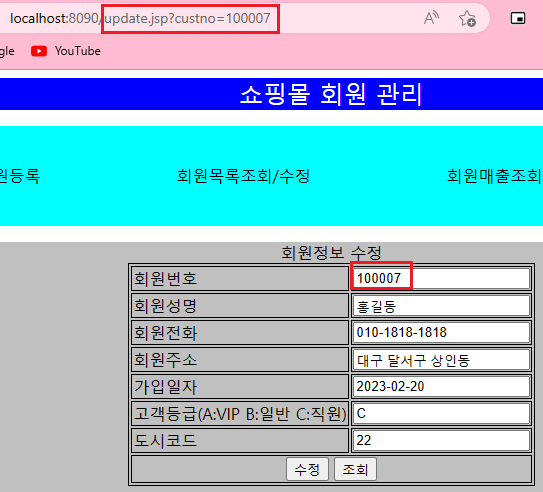 localhost:8090/update.jsp?custno=100007
gle YouTube
쇼핑몰 회원 관리
원등록 회원목록조회/수정 회원매출조회
회원정보 수정
회원번호 100007
회원성명 홍길동
회원전화 010-1818-1818
회원주소 대구 달서구 상인동
가입일자 2023-02-20
고객등급(A:VIP B:일반 C:직원) C
도시코드 22
수정 조회